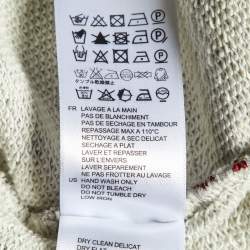 FR LAVAGE A LA MAIN
PAS DE BLANCHIMENT
PAS DE SECHAGE EN TAMBOUR
REPASSAGE MAX A 110°C
NETTOYAGE A SEC DELICAT
SECHAGE A PLAT
LAVER ET REPASSER
SUR L'ENVERS
LAVER SEPAREMENT
NE PAS FROTTER AU LAVAGE
US HAND WASH ONLY
DO NOT BLEACH
DO NOT TUMBLE DRY
LOW IRON
DRY CLEAN DELICAT